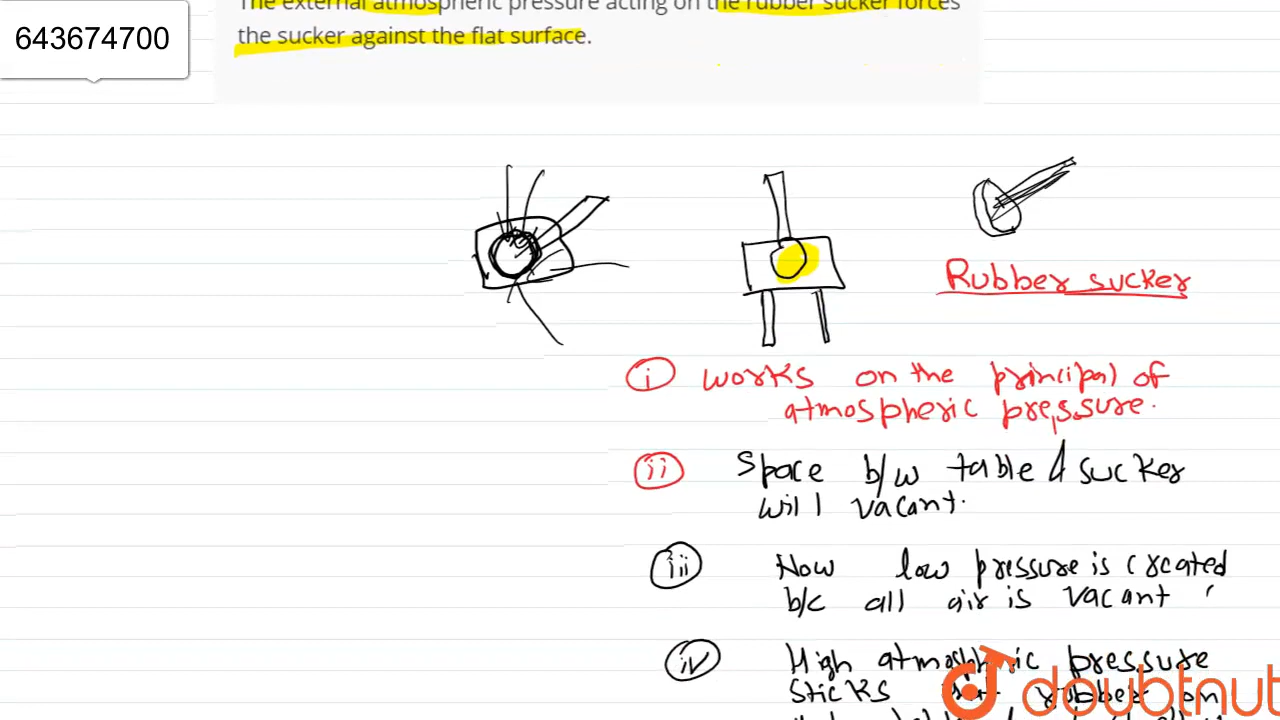 The external atmospheric pressure acting on the rubber sucker forces
643674700
the sucker against the flat surface.
Rubber sucker
i works on the principal of
atmospheric pressure.
ii Space b/w table & sucker
will vacant.
iii Now low pressure is created
b/c all air is vacant
iv High atmospheric pressure
sticks rubber on
doubtnut